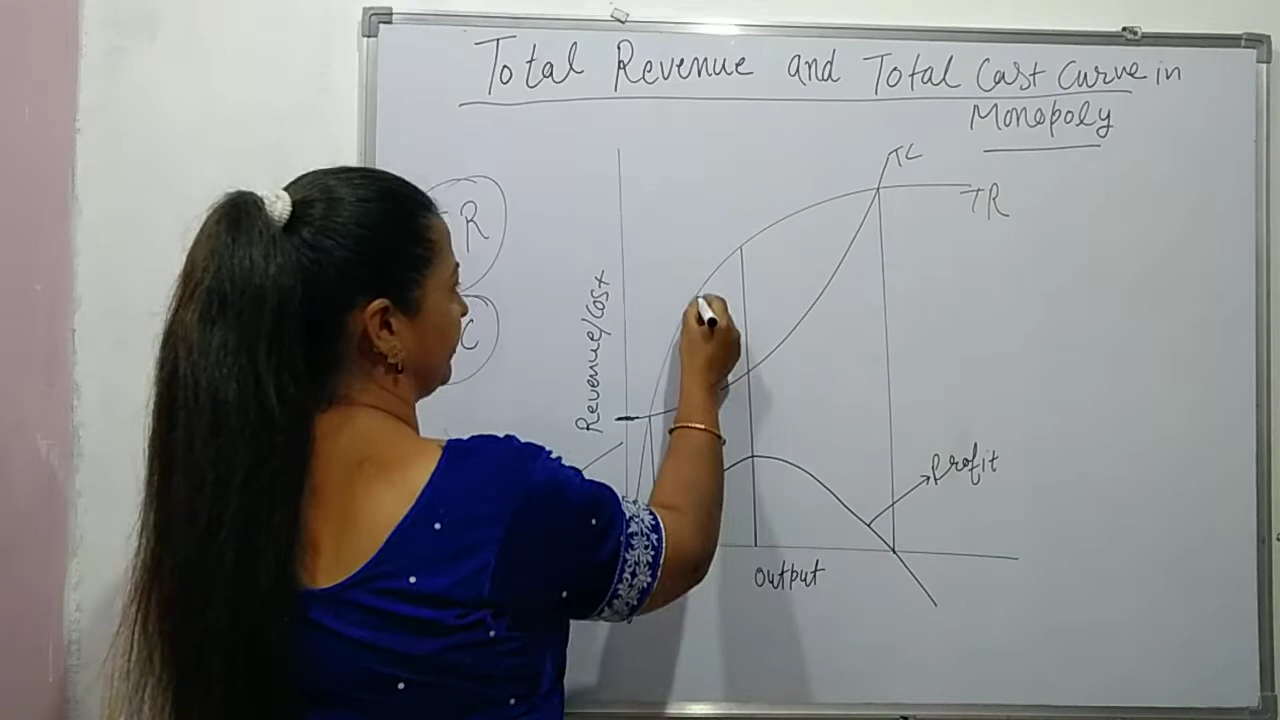 Total Revenue and Total Cost Curve in
Monopoly
TC
TR
R
C
Revenue/Cost
Profit
Output